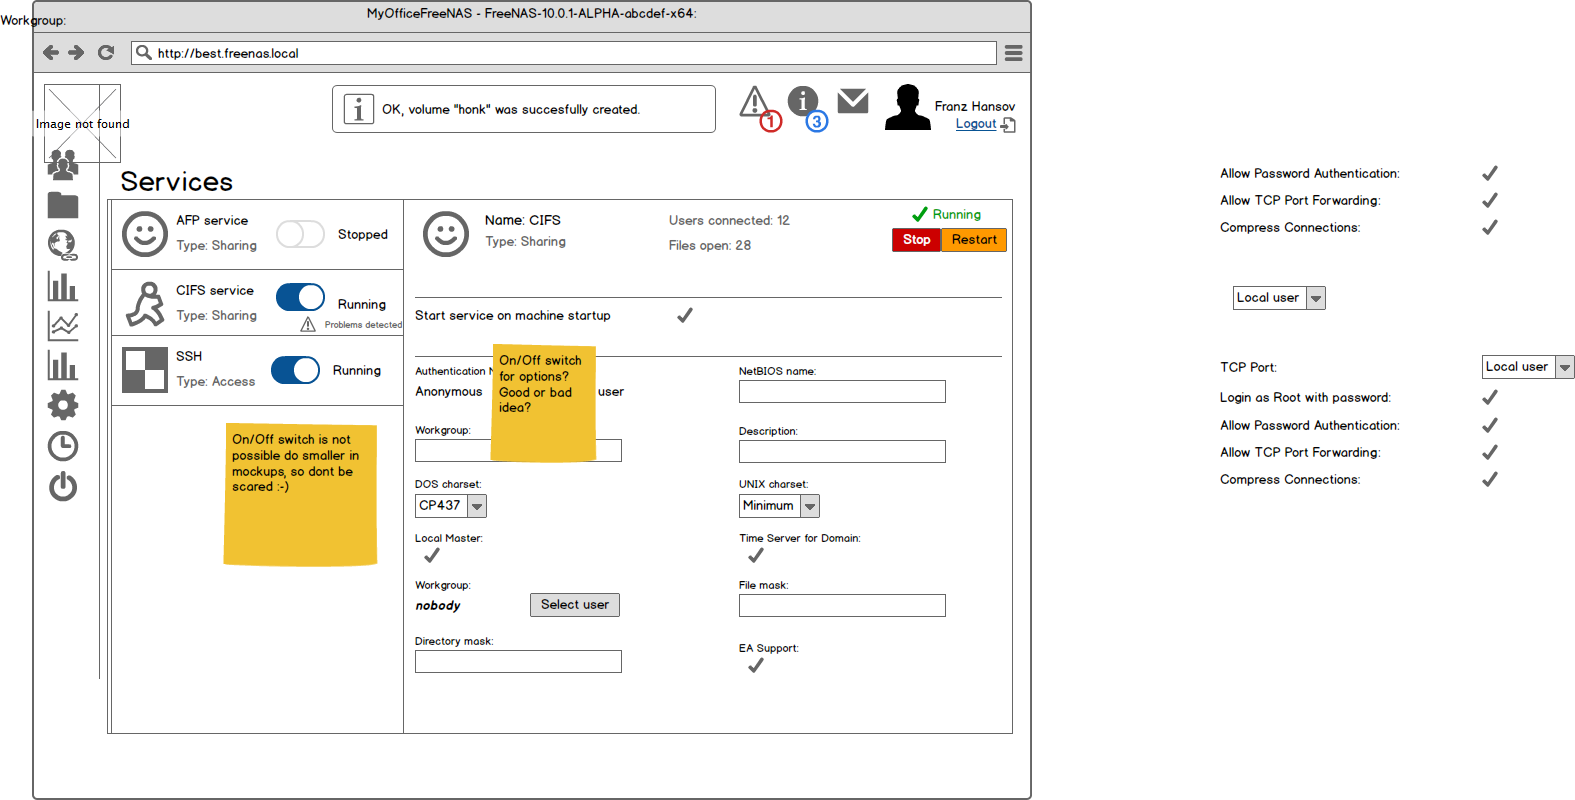 MyOfficeFreeNAS - FreeNAS-10.0.1-ALPHA-abcdef-x64:
Workgroup:
http://best.freenas.local
Image not found
OK, volume "honk" was succesfully created.
1
3
Franz Hansov
Logout
Services
AFP service
Type: Sharing
Stopped
CIFS service
Type: Sharing
Running
Problems detected
SSH
Type: Access
Running
On/Off switch is not
possible do smaller in
mockups, so dont be
scared :-)
Name: CIFS
Type: Sharing
Users connected: 12
Files open: 28
Running
Stop
Restart
Start service on machine startup
Authentication
Anonymous
user
On/Off switch
for options?
Good or bad
idea?
NetBIOS name:
Workgroup:
Description:
DOS charset:
CP437
UNIX charset:
Minimum
Local Master:
Time Server for Domain:
Workgroup:
nobody
Select user
File mask:
Directory mask:
EA Support:
Allow Password Authentication:
Allow TCP Port Forwarding:
Compress Connections:
Local user
TCP Port:
Local user
Login as Root with password:
Allow Password Authentication:
Allow TCP Port Forwarding:
Compress Connections: